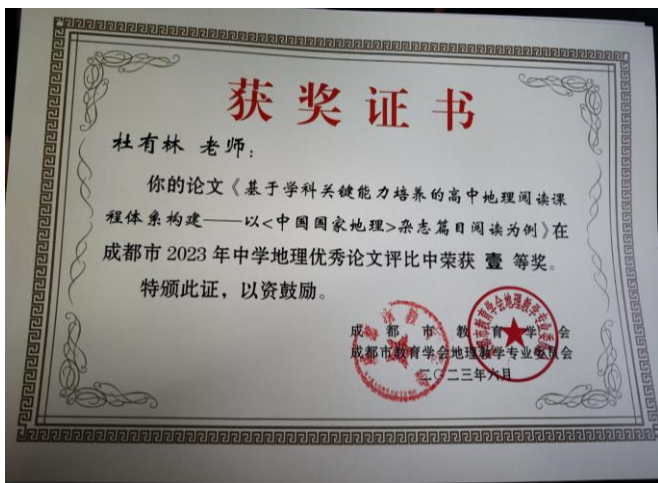 获奖证书
杜有林 老师：
你的论文《基于学科关键能力培养的高中地理阅读课
程体系构建——以<中国国家地理>杂志篇目阅读为例》在
成都市 2023 年中学地理优秀论文评比中荣获 壹 等奖。
特颁此证，以资鼓励。
成都市教育学会
成都市教育学会地理教学专业委员会
二〇二三年六月